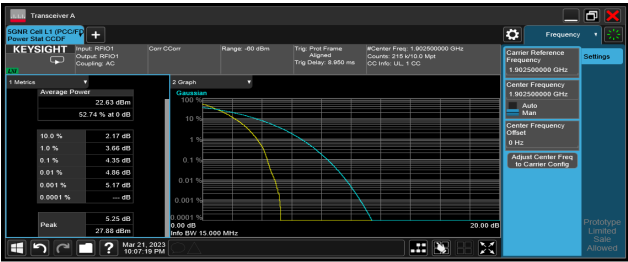 Transceiver A
5GNR Cell L1 (PCC/FD
Power Stat CCDF
Frequency
KEYSIGHT
Input: RFIO1
Output: RFIO1
Coupling: AC
Corr CCorr
Range: -60 dBm
Trig: Prot Frame
Aligned
Trig Delay: 8.950 ms
#Center Freq: 1.902500000 GHz
Counts: 215 k/10.0 Mpt
CC Info: UL, 1 CC
LXI
Carrier Reference
Frequency
1.902500000 GHz
Settings
Center Frequency
1.902500000 GHz
Auto
Man
Center Frequency
Offset
0 Hz
Adjust Center Freq
to Carrier Config
1 Metrics
Average Power
22.63 dBm
52.74 % at 0 dB
10.0 % 2.17 dB
1.0 % 3.66 dB
0.1 % 4.35 dB
0.01 % 4.86 dB
0.001 % 5.17 dB
0.0001 % --- dB
Peak
5.25 dB
27.88 dBm
2 Graph
Gaussian
100 %
10 %
1 %
0.1 %
0.01 %
0.001 %
0.0001 %
0.00 dB 20.00 dB
Info BW 15.000 MHz
Prototype
Limited
Sale
Allowed
Mar 21, 2023
10:07:19 PM